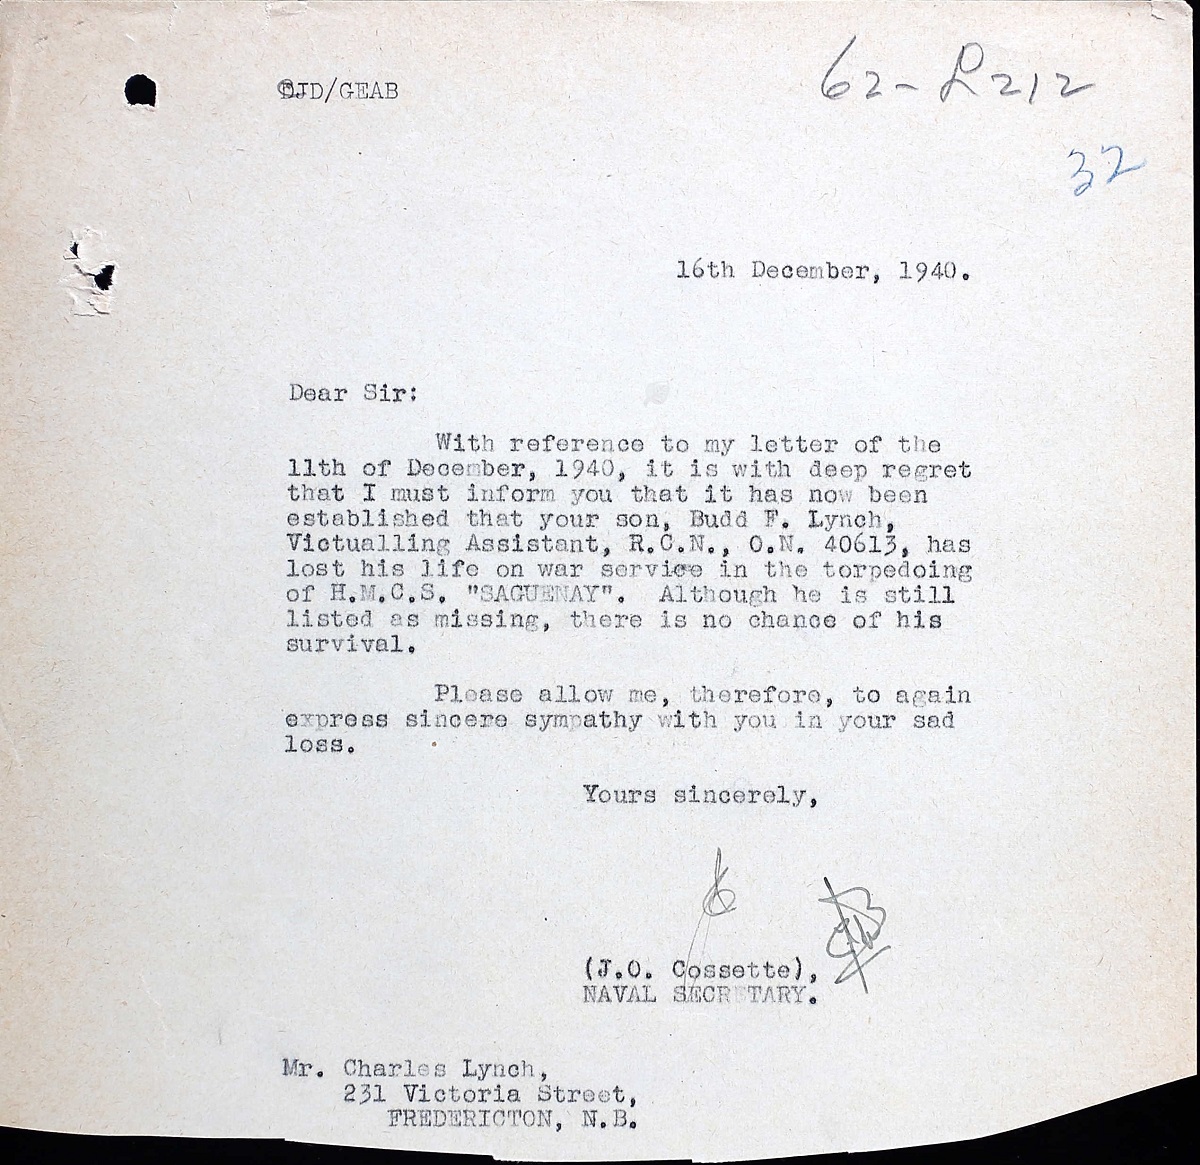 DJD/GEAB
62-L212
32
16th December, 1940.
Dear Sir:
With reference to my letter of the
11th of December, 1940, it is with deep regret
that I must inform you that it has now been
established that your son, Budd F. Lynch,
Victualling Assistant, R.C.N., O.N. 40613, has
lost his life on war service in the torpedoing
of H.M.C.S. "SAGUENAY". Although he is still
listed as missing, there is no chance of his
survival.
Please allow me, therefore, to again
express sincere sympathy with you in your sad
loss.
Yours sincerely,
(J.O. Cossette),
NAVAL SECRETARY.
Mr. Charles Lynch,
231 Victoria Street,
FREDERICTON, N.B.